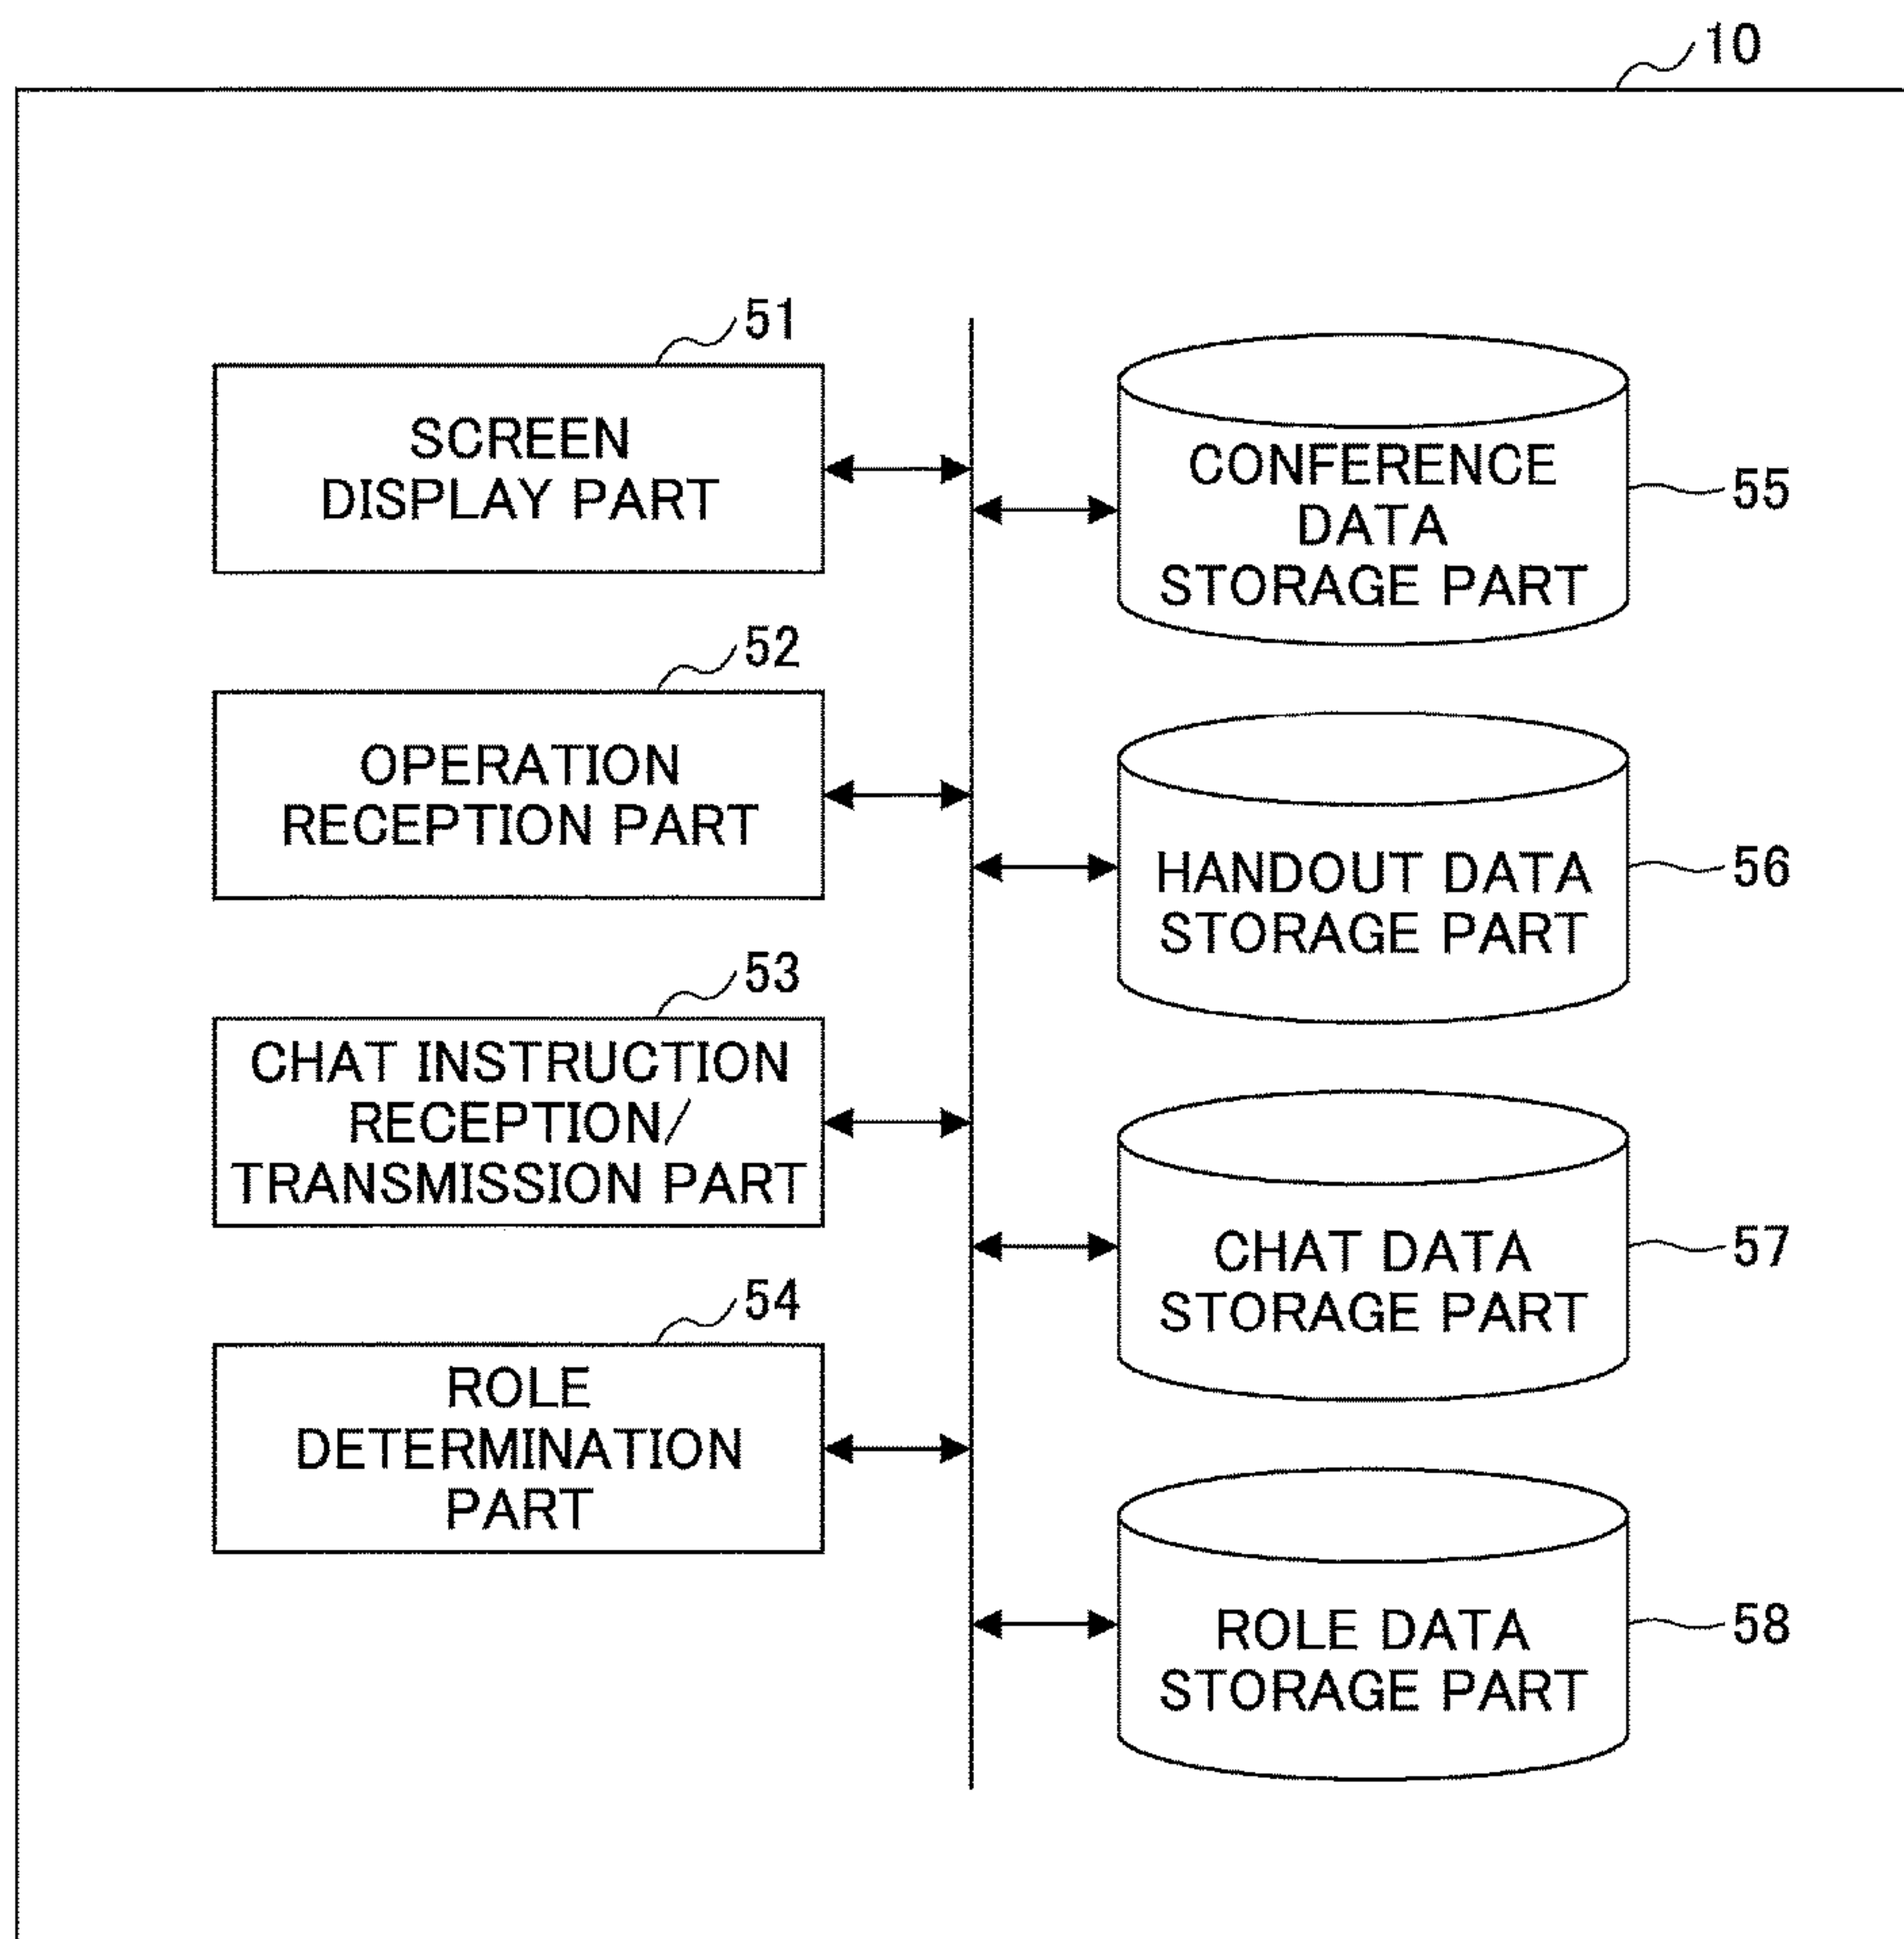 10
51
SCREEN
DISPLAY PART
52
OPERATION
RECEPTION PART
53
CHAT INSTRUCTION
RECEPTION/
TRANSMISSION PART
54
ROLE
DETERMINATION
PART
CONFERENCE
DATA
STORAGE PART
55
HANDOUT DATA
STORAGE PART
56
CHAT DATA
STORAGE PART
57
ROLE DATA
STORAGE PART
58